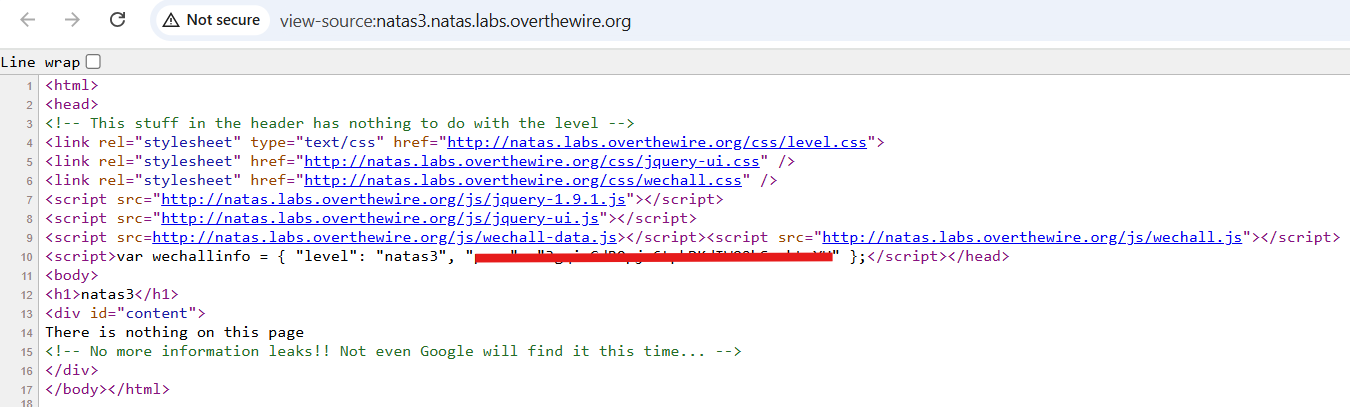 Not secure view-source:natas3.natas.labs.overthewire.org
Line wrap
1 <html>
2 <head>
3 <!-- This stuff in the header has nothing to do with the level -->
4 <link rel="stylesheet" type="text/css" href="http://natas.labs.overthewire.org/css/level.css">
5 <link rel="stylesheet" href="http://natas.labs.overthewire.org/css/jquery-ui.css" />
6 <link rel="stylesheet" href="http://natas.labs.overthewire.org/css/wechall.css" />
7 <script src="http://natas.labs.overthewire.org/js/jquery-1.9.1.js"></script>
8 <script src="http://natas.labs.overthewire.org/js/jquery-ui.js"></script>
9 <script src=http://natas.labs.overthewire.org/js/wechall-data.js></script><script src="http://natas.labs.overthewire.org/js/wechall.js"></script>
10 <script>var wechallinfo = { "level": "natas3", " " };</script></head>
11 <body>
12 <h1>natas3</h1>
13 <div id="content">
14 There is nothing on this page
15 <!-- No more information leaks!! Not even Google will find it this time... -->
16 </div>
17 </body></html>
18